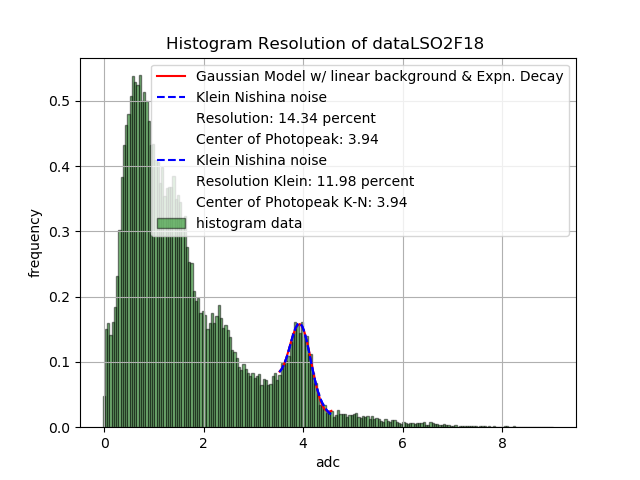 Histogram Resolution of dataLSO2F18
Gaussian Model w/ linear background & Expn. Decay
Klein Nishina noise
Resolution: 14.34 percent
Center of Photopeak: 3.94
Klein Nishina noise
Resolution Klein: 11.98 percent
Center of Photopeak K-N: 3.94
histogram data
frequency
0.5
0.4
0.3
0.2
0.1
0.0
0 2 4 6 8
adc